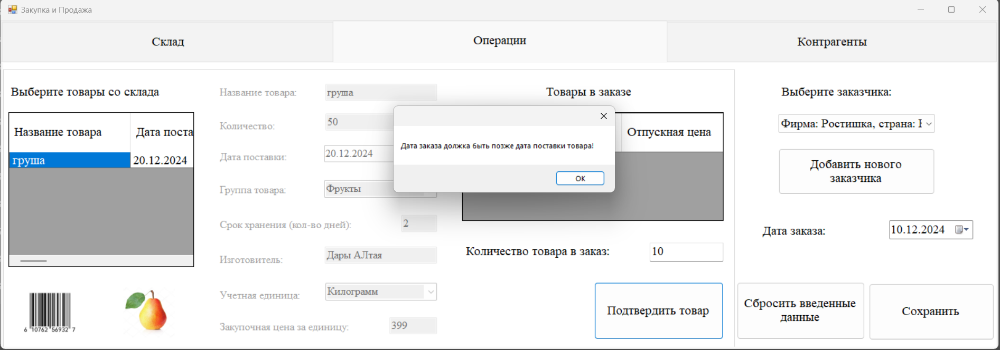 Закупка и Продажа
Склад
Операции
Контрагенты
Выберите товары со склада
Название товара
Дата поста
груша
20.12.2024
6 10762 56932 7
Название товара:
груша
Количество:
50
Дата поставки:
20.12.2024
Группа товара:
Фрукты
Срок хранения (кол-во дней):
2
Изготовитель:
Дары АЛтая
Учетная единица:
Килограмм
Закупочная цена за единицу:
399
Товары в заказе
Отпускная цена
Дата заказа должка быть позже дата поставки товара!
ОК
Количество товара в заказ:
10
Подтвердить товар
Выберите заказчика:
Фирма: Ростишка, страна:
Добавить нового
заказчика
Дата заказа:
10.12.2024
Сбросить введенные
данные
Сохранить